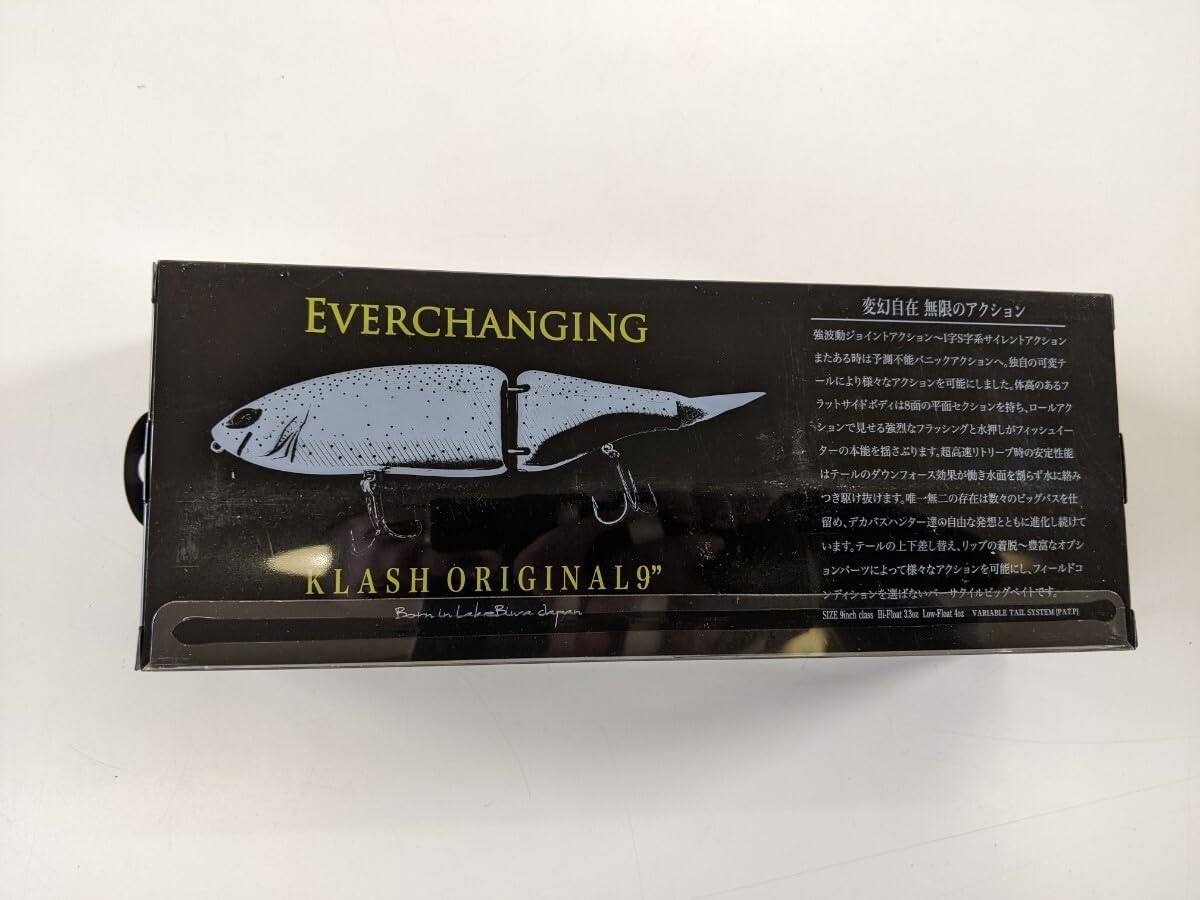 EVERCHANGING
KLASH ORIGINAL 9”
Born in Lake Biwa Japan
変幻自在 無限のアクション
強波動ジョイントアクション〜I字S字系サイレントアクション
またある時は予測不能パニックアクションへ。独自の可変テ
ールにより様々なアクションを可能にしました。体高のあるフ
ラットサイドボディは8面の平面セクションを持ち、ロールアク
ションで見せる強烈なフラッシングと水押しがフィッシュイー
ターの本能を揺さぶります。超高速リトリーブ時の安定性能
はテールのダウンフォース効果が働き水面を割らず水に絡み
つき駆け抜けます。唯一無二の存在は数々のビッグバスを仕
留め、デカバスハンター達の自由な発想とともに進化し続けて
います。テールの上下差し替え、リップの着脱〜豊富なオプシ
ョンパーツによって様々なアクションを可能にし、フィールドコ
ンディションを選ばないバーサタイルビッグベイトです。
SIZE 9inch class Hi-Float 3.3oz Low-Float 4oz VARIABLE TAIL SYSTEM [P.A.T.P]